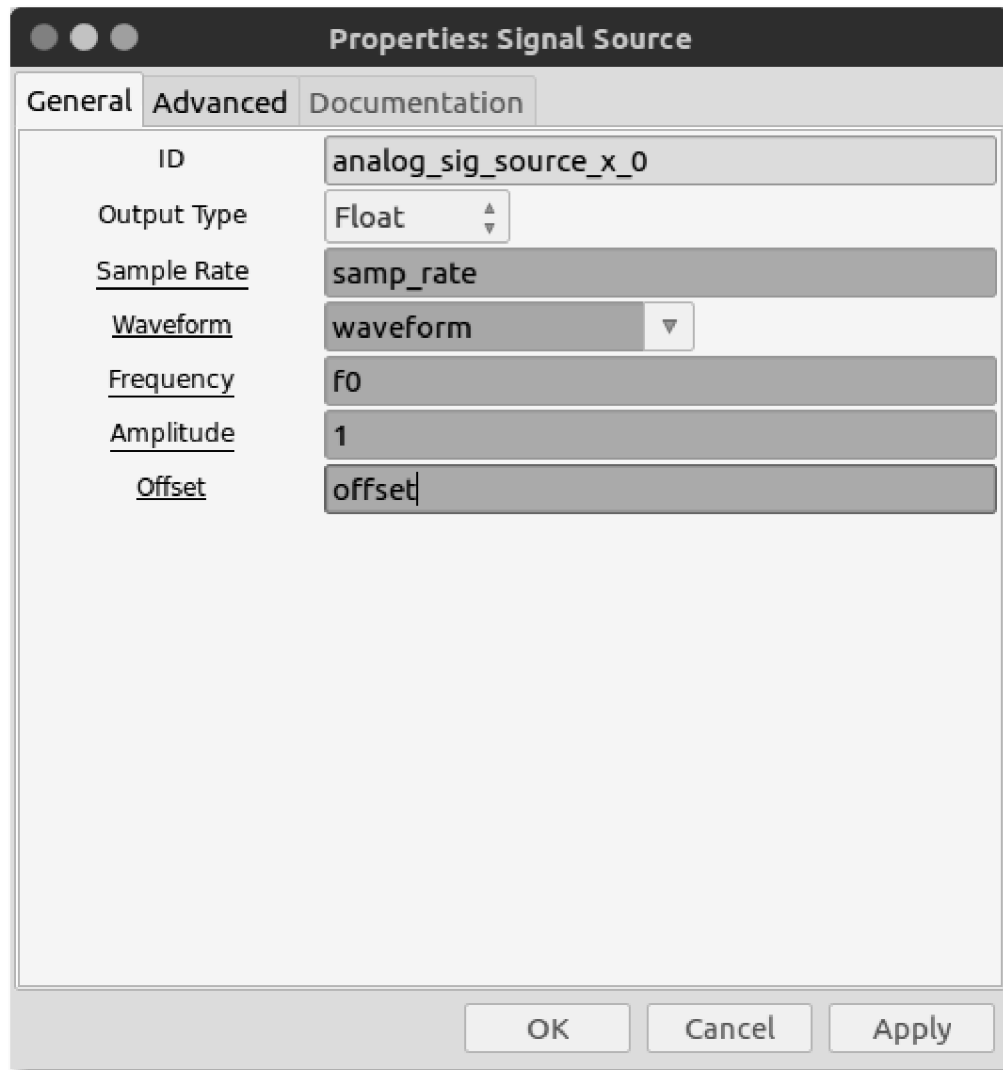 Properties: Signal Source
General Advanced Documentation
ID analog_sig_source_x_0
Output Type Float
Sample Rate samp_rate
Waveform waveform
Frequency f0
Amplitude 1
Offset offset
OK Cancel Apply